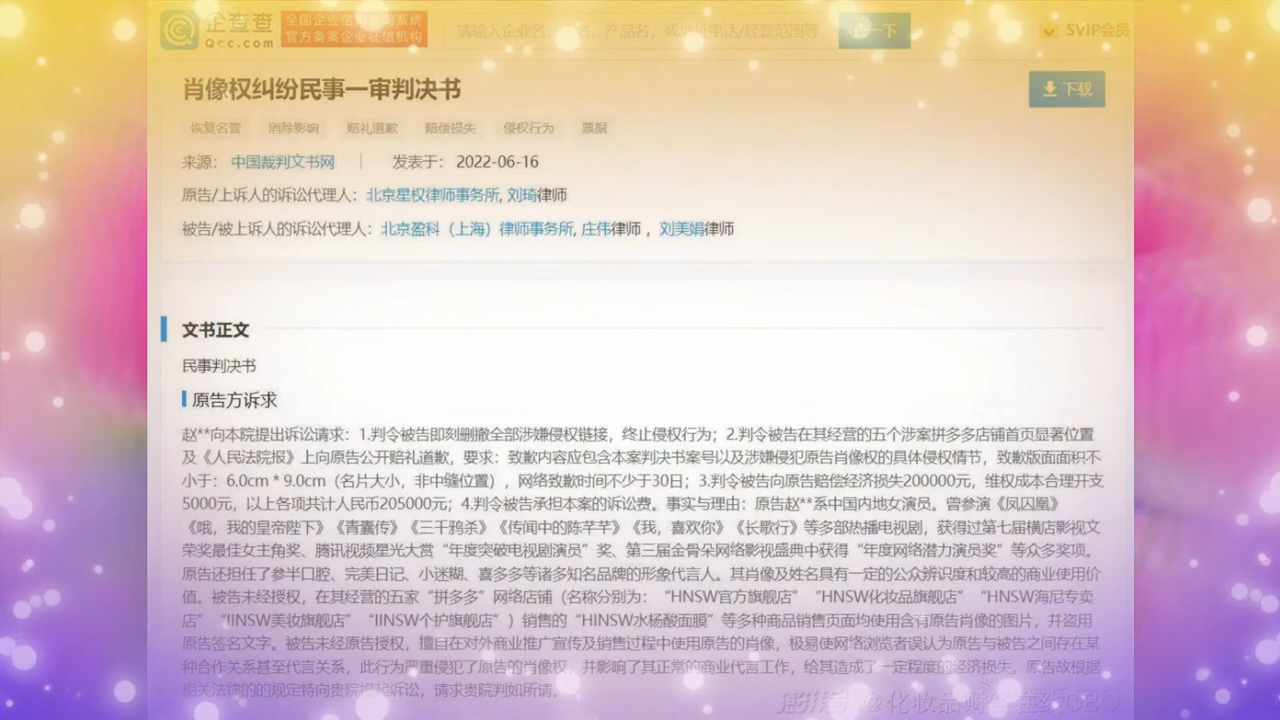 企查查
Qcc.com
全国企业信用查询系统
官方备案企业征信机构
SVIP会员
肖像权纠纷民事一审判决书
下载
恢复名誉 消除影响 赔礼道歉 赔偿损失 侵权行为 票据
来源： 中国裁判文书网 | 发表于： 2022-06-16
原告/上诉人的诉讼代理人：北京星权律师事务所, 刘琦律师
被告/被上诉人的诉讼代理人：北京盈科（上海）律师事务所, 庄伟律师 ，刘美娟律师
文书正文
民事判决书
原告方诉求
赵**向本院提出诉讼请求：1.判令被告即刻删撤全部涉嫌侵权链接，终止侵权行为；2.判令被告在其经营的五个涉案拼多多店铺首页显著位置
及《人民法院报》上向原告公开赔礼道歉，要求：致歉内容应包含本案判决书案号以及涉嫌侵犯原告肖像权的具体侵权情节，致歉版面面积不
小于：6.0cm * 9.0cm（名片大小，非中缝位置），网络致歉时间不少于30日；3.判令被告向原告赔偿经济损失200000元，维权成本合理开支
5000元，以上各项共计人民币205000元；4.判令被告承担本案的诉讼费。事实与理由：原告赵**系中国内地女演员。曾参演《凤囚凰》
《哦，我的皇帝陛下》《青囊传》《三千鸦杀》《传闻中的陈芊芊》《我，喜欢你》《长歌行》等多部热播电视剧，获得过第七届横店影视文
荣奖最佳女主角奖、腾讯视频星光大赏“年度突破电视剧演员”奖、第三届金骨朵网络影视盛典中获得“年度网络潜力演员奖”等众多奖项。
原告还担任了参半口腔、完美日记、小迷糊、喜多多等诸多知名品牌的形象代言人。其肖像及姓名具有一定的公众辨识度和较高的商业使用价
值。被告未经授权，在其经营的五家“拼多多”网络店铺（名称分别为：“HNSW官方旗舰店”“HNSW化妆品旗舰店”“HNSW海尼专卖
店”“IINSW美妆旗舰店”“IINSW个护旗舰店”）销售的“HINSW水杨酸面膜”等多种商品销售页面均使用含有原告肖像的图片，并盗用
原告签名文字。被告未经原告授权，擅自在对外商业推广宣传及销售过程中使用原告的肖像，极易使网络浏览者误认为原告与被告之间存在某
种合作关系甚至代言关系，此行为严重侵犯了原告的肖像权，并影响了其正常的商业代言工作，给其造成了一定程度的经济损失。原告故根据
相关法律的的规定特向贵院提起诉讼，请求贵院判如所请。